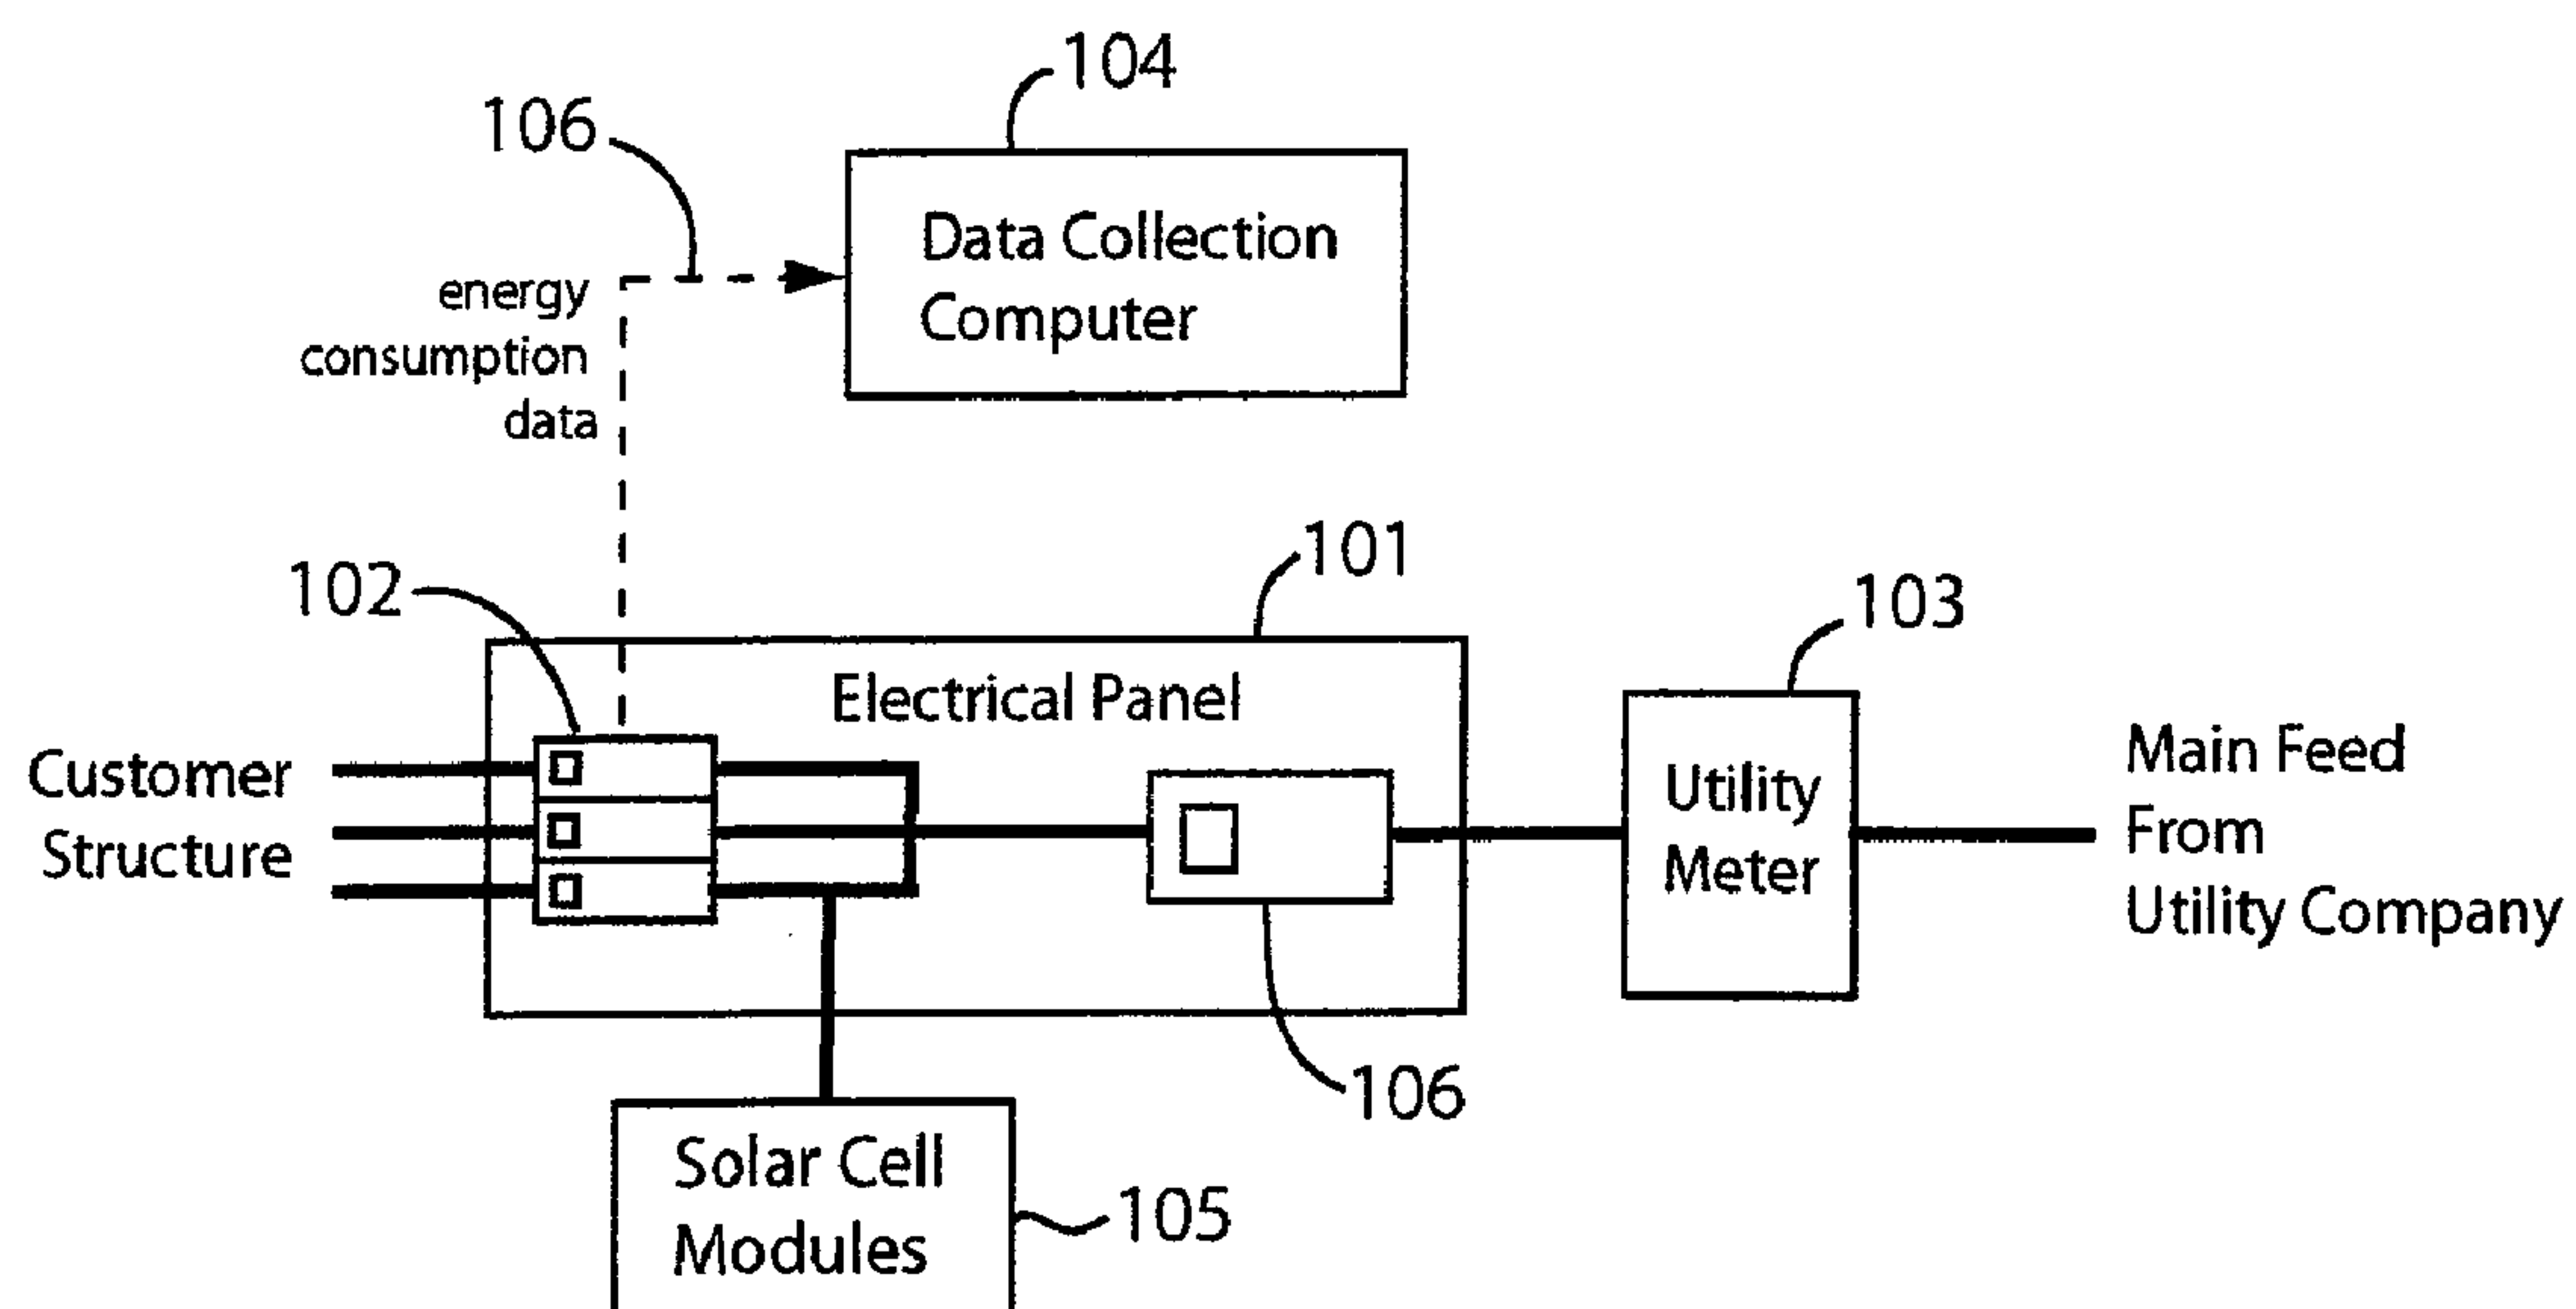 104
106
Data Collection
Computer
energy
consumption
data
101
102
103
Electrical Panel
Customer
Structure
Utility
Meter
Main Feed
From
Utility Company
106
Solar Cell
Modules
105